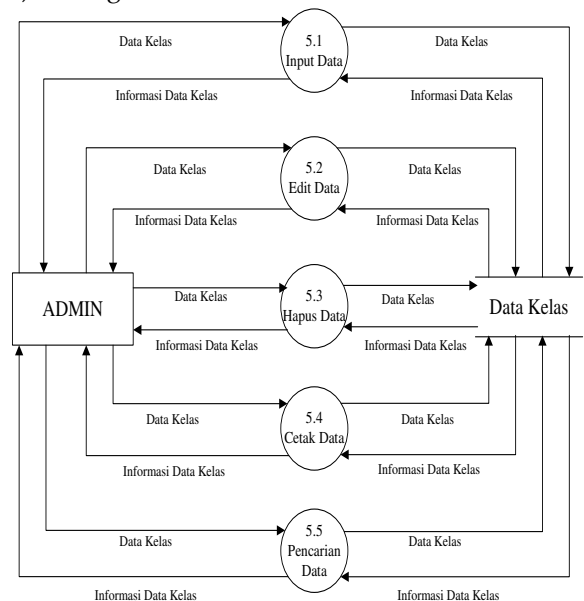 Data Kelas
5.1
Input Data
Data Kelas
Informasi Data Kelas
Informasi Data Kelas
Data Kelas
5.2
Edit Data
Data Kelas
Informasi Data Kelas
Informasi Data Kelas
ADMIN
Data Kelas
5.3
Hapus Data
Data Kelas
Data Kelas
Informasi Data Kelas
Informasi Data Kelas
Data Kelas
5.4
Cetak Data
Data Kelas
Informasi Data Kelas
Informasi Data Kelas
Data Kelas
5.5
Pencarian
Data
Data Kelas
Informasi Data Kelas
Informasi Data Kelas